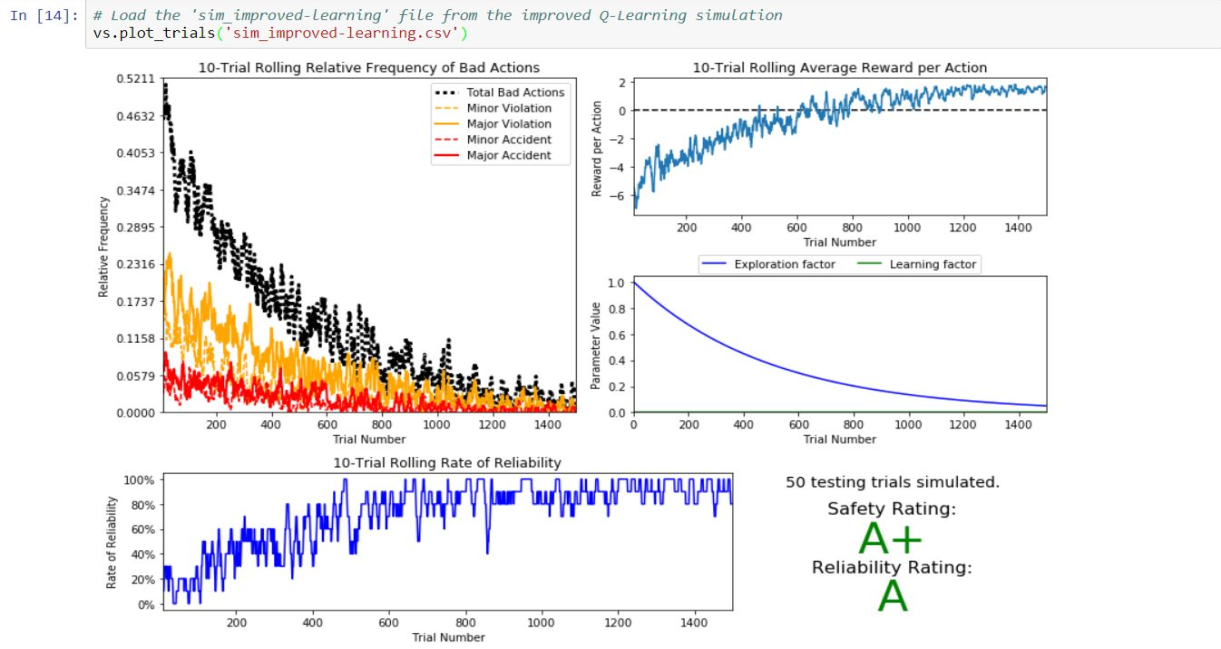 In [14]:
# Load the 'sim_improved-learning' file from the improved Q-Learning simulation
vs.plot_trials('sim_improved-learning.csv')
10-Trial Rolling Relative Frequency of Bad Actions
0.5211
0.4632
0.4053
0.3474
0.2895
0.2316
0.1737
0.1158
0.0579
0.0000
Relative Frequency
Total Bad Actions
Minor Violation
Major Violation
Minor Accident
Major Accident
200 400 600 800 1000 1200 1400
Trial Number
10-Trial Rolling Average Reward per Action
2
0
−2
−4
−6
Reward per Action
200 400 600 800 1000 1200 1400
Trial Number
Exploration factor Learning factor
1.0
0.8
0.6
0.4
0.2
0.0
Parameter Value
0 200 400 600 800 1000 1200 1400
Trial Number
10-Trial Rolling Rate of Reliability
100%
80%
60%
40%
20%
0%
Rate of Reliability
200 400 600 800 1000 1200 1400
Trial Number
50 testing trials simulated.
Safety Rating:
A+
Reliability Rating:
A